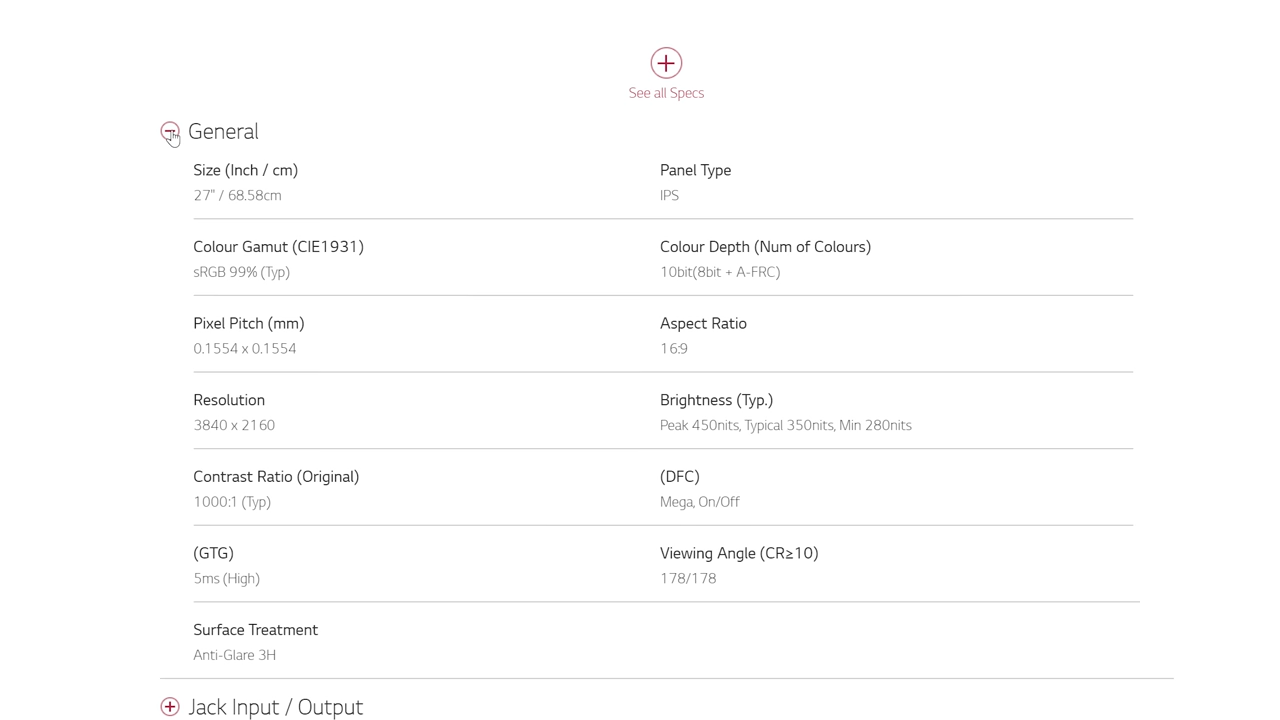 See all Specs
General
Size (Inch / cm)
Panel Type
27" / 68.58cm
IPS
Colour Gamut (CIE1931)
Colour Depth (Num of Colours)
sRGB 99% (Typ)
10bit(8bit + A-FRC)
Pixel Pitch (mm)
Aspect Ratio
0.1554 x 0.1554
16:9
Resolution
Brightness (Typ.)
3840 x 2160
Peak 450nits, Typical 350nits, Min 280nits
Contrast Ratio (Original)
(DFC)
1000:1 (Typ)
Mega, On/Off
(GTG)
Viewing Angle (CR≥10)
5ms (High)
178/178
Surface Treatment
Anti-Glare 3H
Jack Input / Output